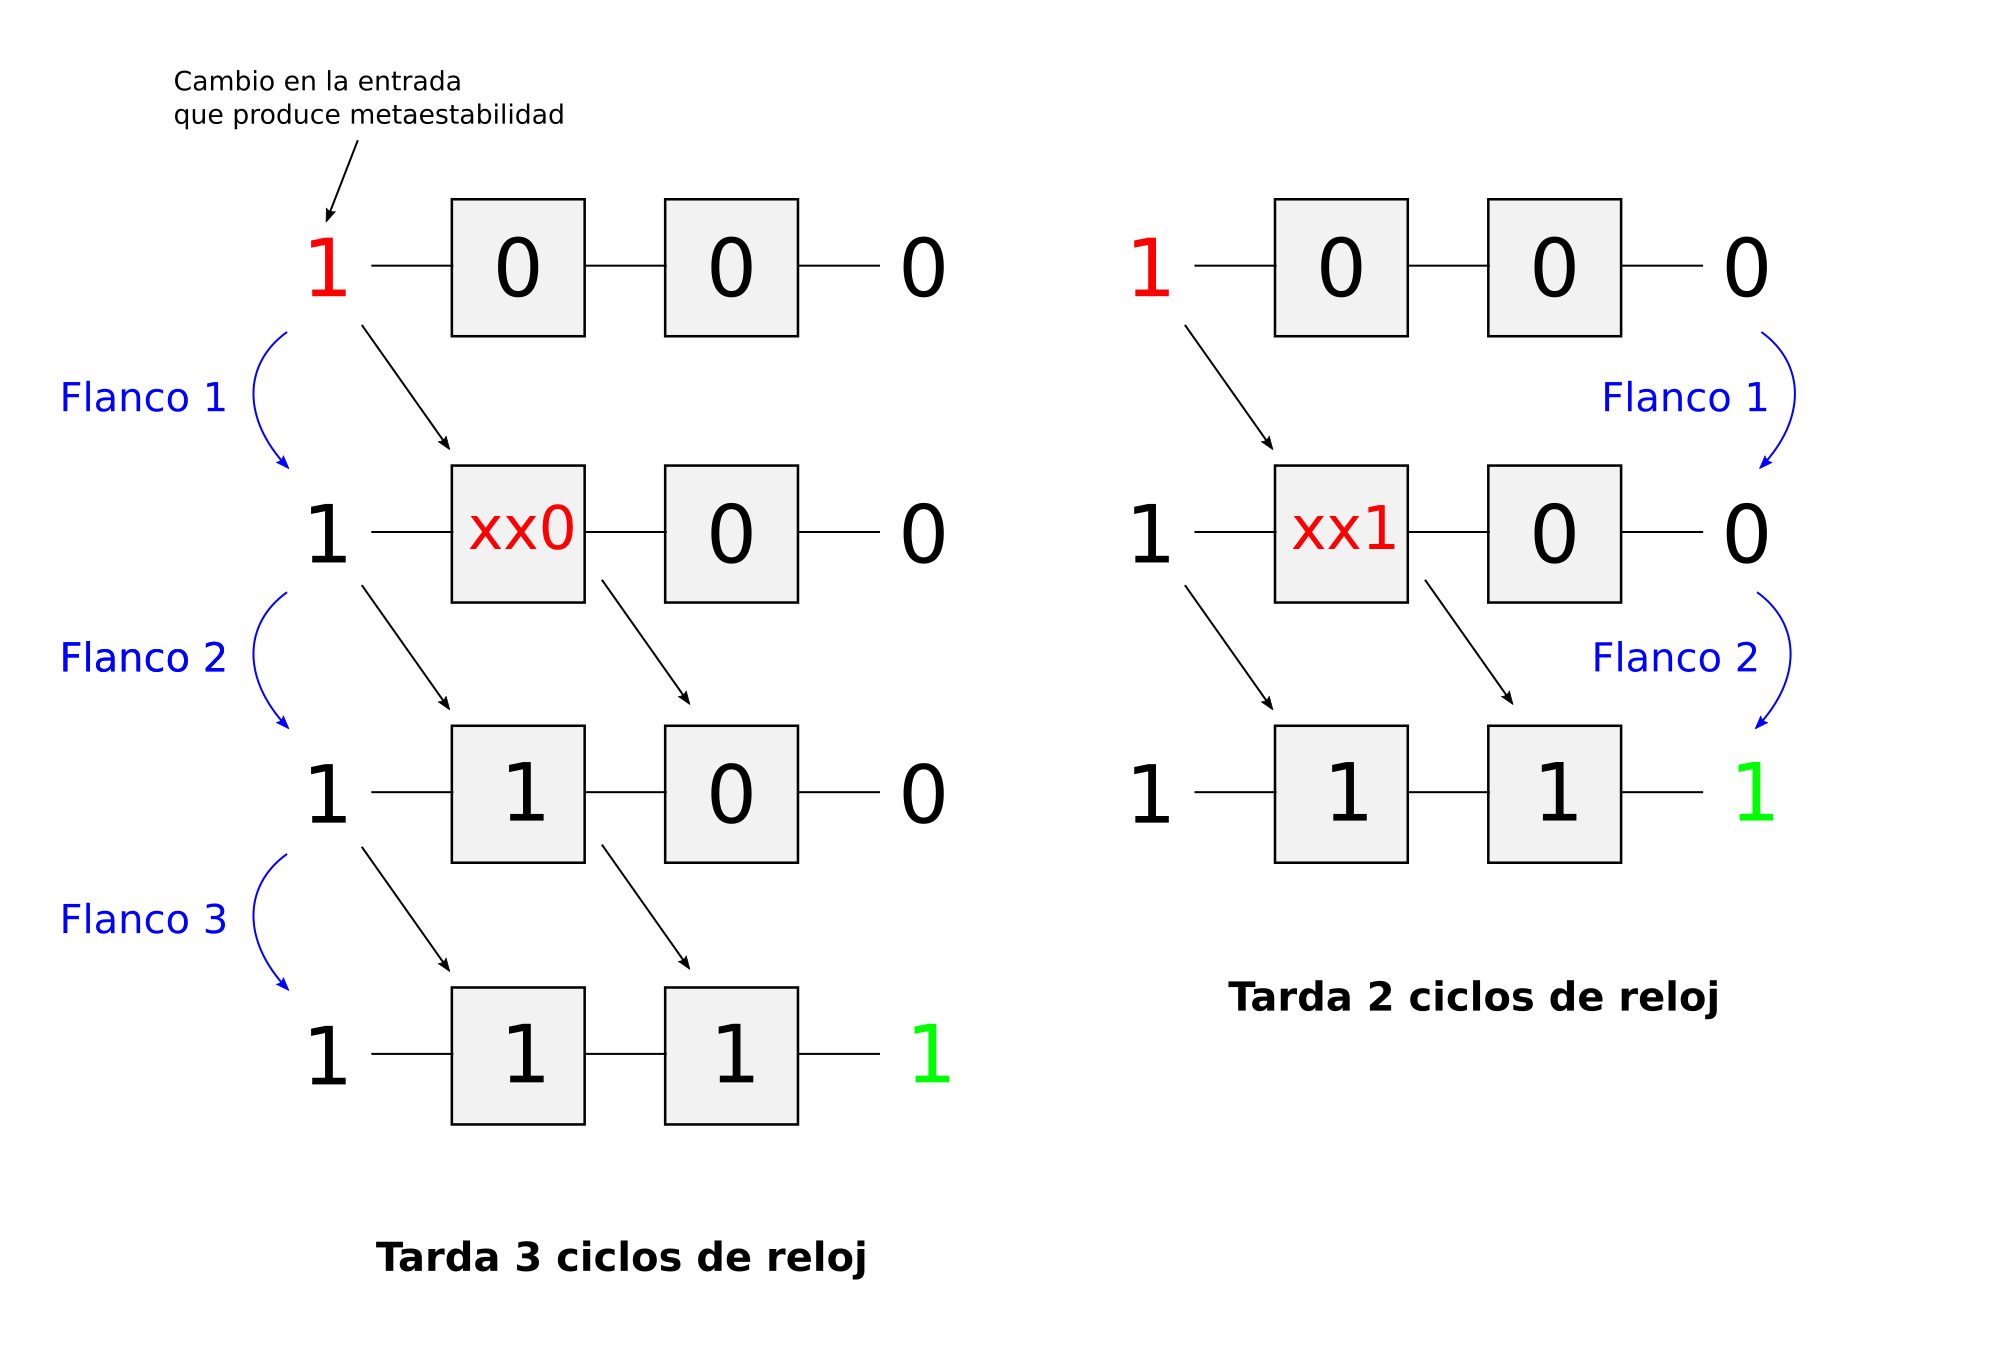 Cambio en la entrada
que produce metaestabilidad
1 0 0 0
Flanco 1
1 xx0 0 0
Flanco 2
1 1 0 0
Flanco 3
1 1 1 1
Tarda 3 ciclos de reloj
1 0 0 0
Flanco 1
1 xx1 0 0
Flanco 2
1 1 1 1
Tarda 2 ciclos de reloj